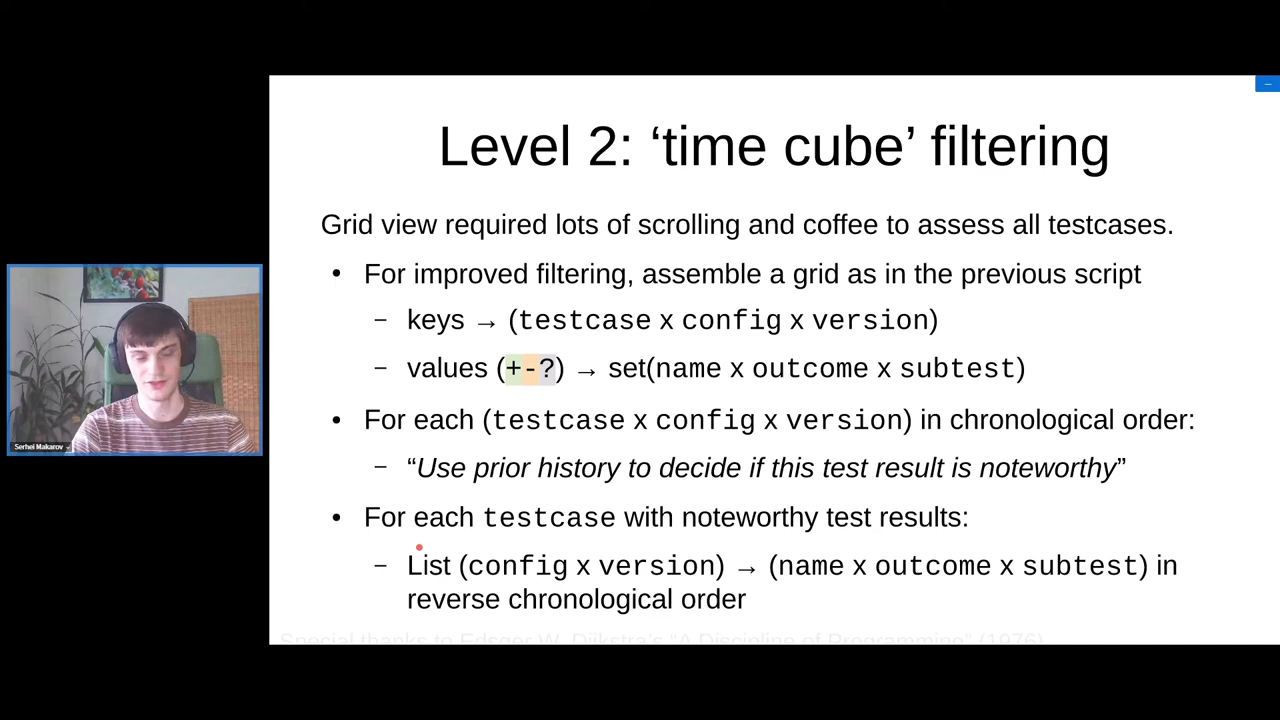 Level 2: ‘time cube’ filtering
Grid view required lots of scrolling and coffee to assess all testcases.
• For improved filtering, assemble a grid as in the previous script
– keys → (testcase x config x version)
– values (+-?) → set(name x outcome x subtest)
• For each (testcase x config x version) in chronological order:
– “Use prior history to decide if this test result is noteworthy”
• For each testcase with noteworthy test results:
– List (config x version) → (name x outcome x subtest) in
reverse chronological order
Special thanks to Edsger W. Dijkstra’s “A Discipline of Programming” (1976)
Serhei Makarov